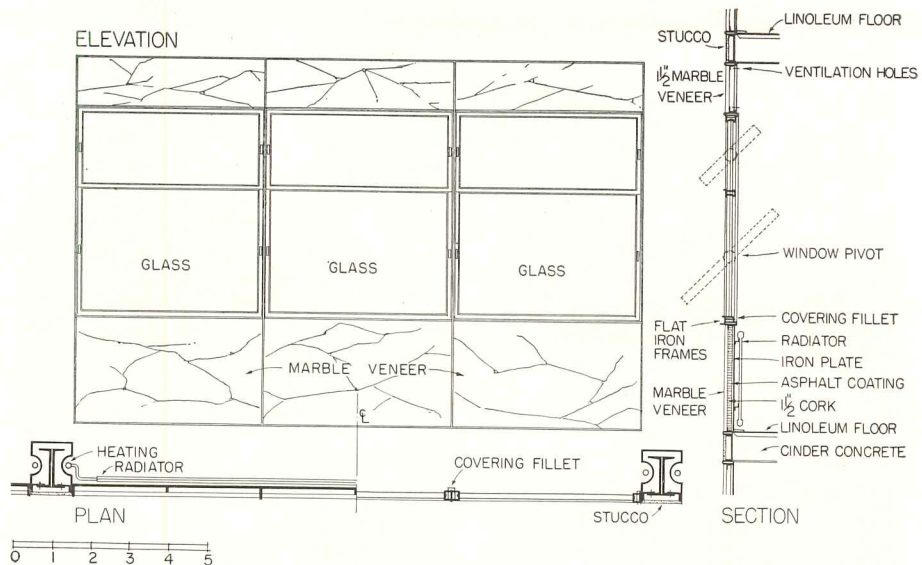 ELEVATION
GLASS
GLASS
GLASS
MARBLE VENEER
℄
HEATING
RADIATOR
COVERING FILLET
STUCCO
PLAN
0 1 2 3 4 5
LINOLEUM FLOOR
STUCCO
1½" MARBLE
VENEER
VENTILATION HOLES
WINDOW PIVOT
FLAT
IRON
FRAMES
COVERING FILLET
RADIATOR
IRON PLATE
ASPHALT COATING
MARBLE
VENEER
1½" CORK
LINOLEUM FLOOR
CINDER CONCRETE
SECTION